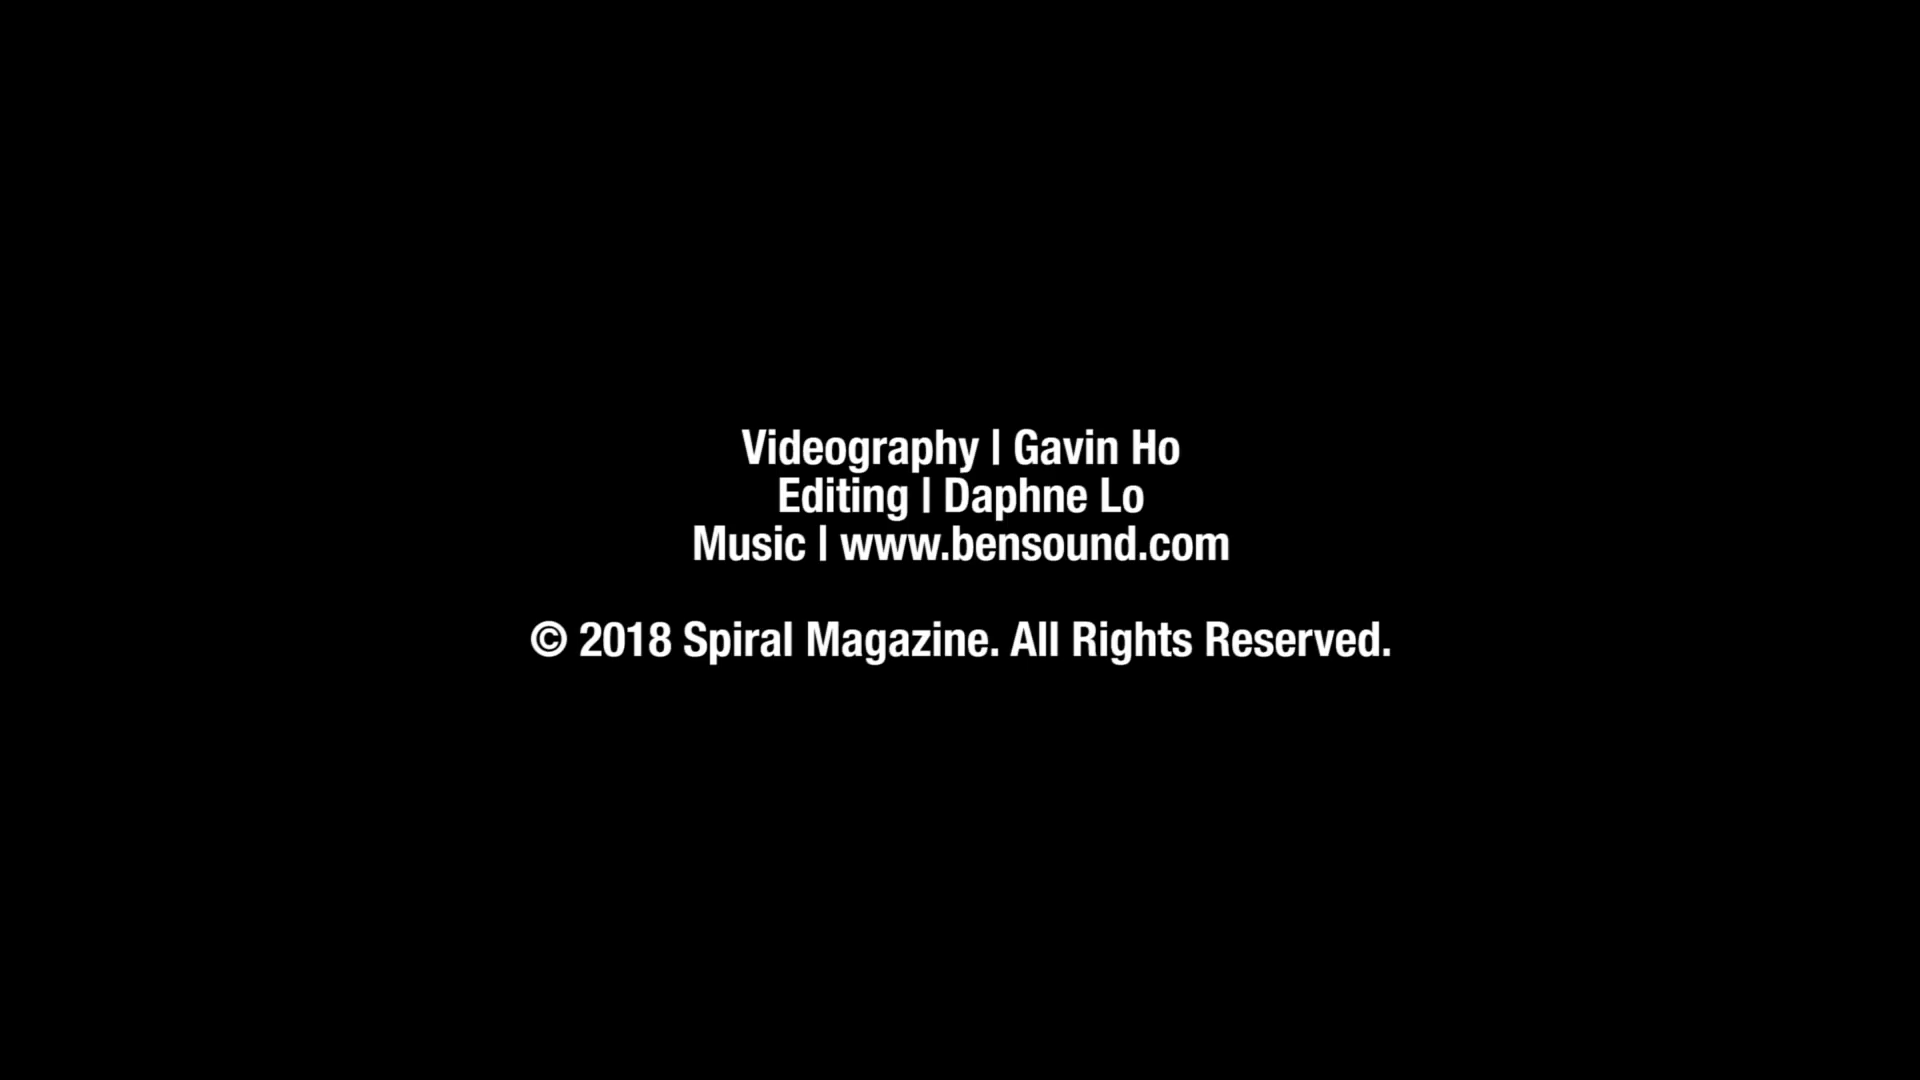 Videography | Gavin Ho
Editing | Daphne Lo
Music | www.bensound.com
© 2018 Spiral Magazine. All Rights Reserved.